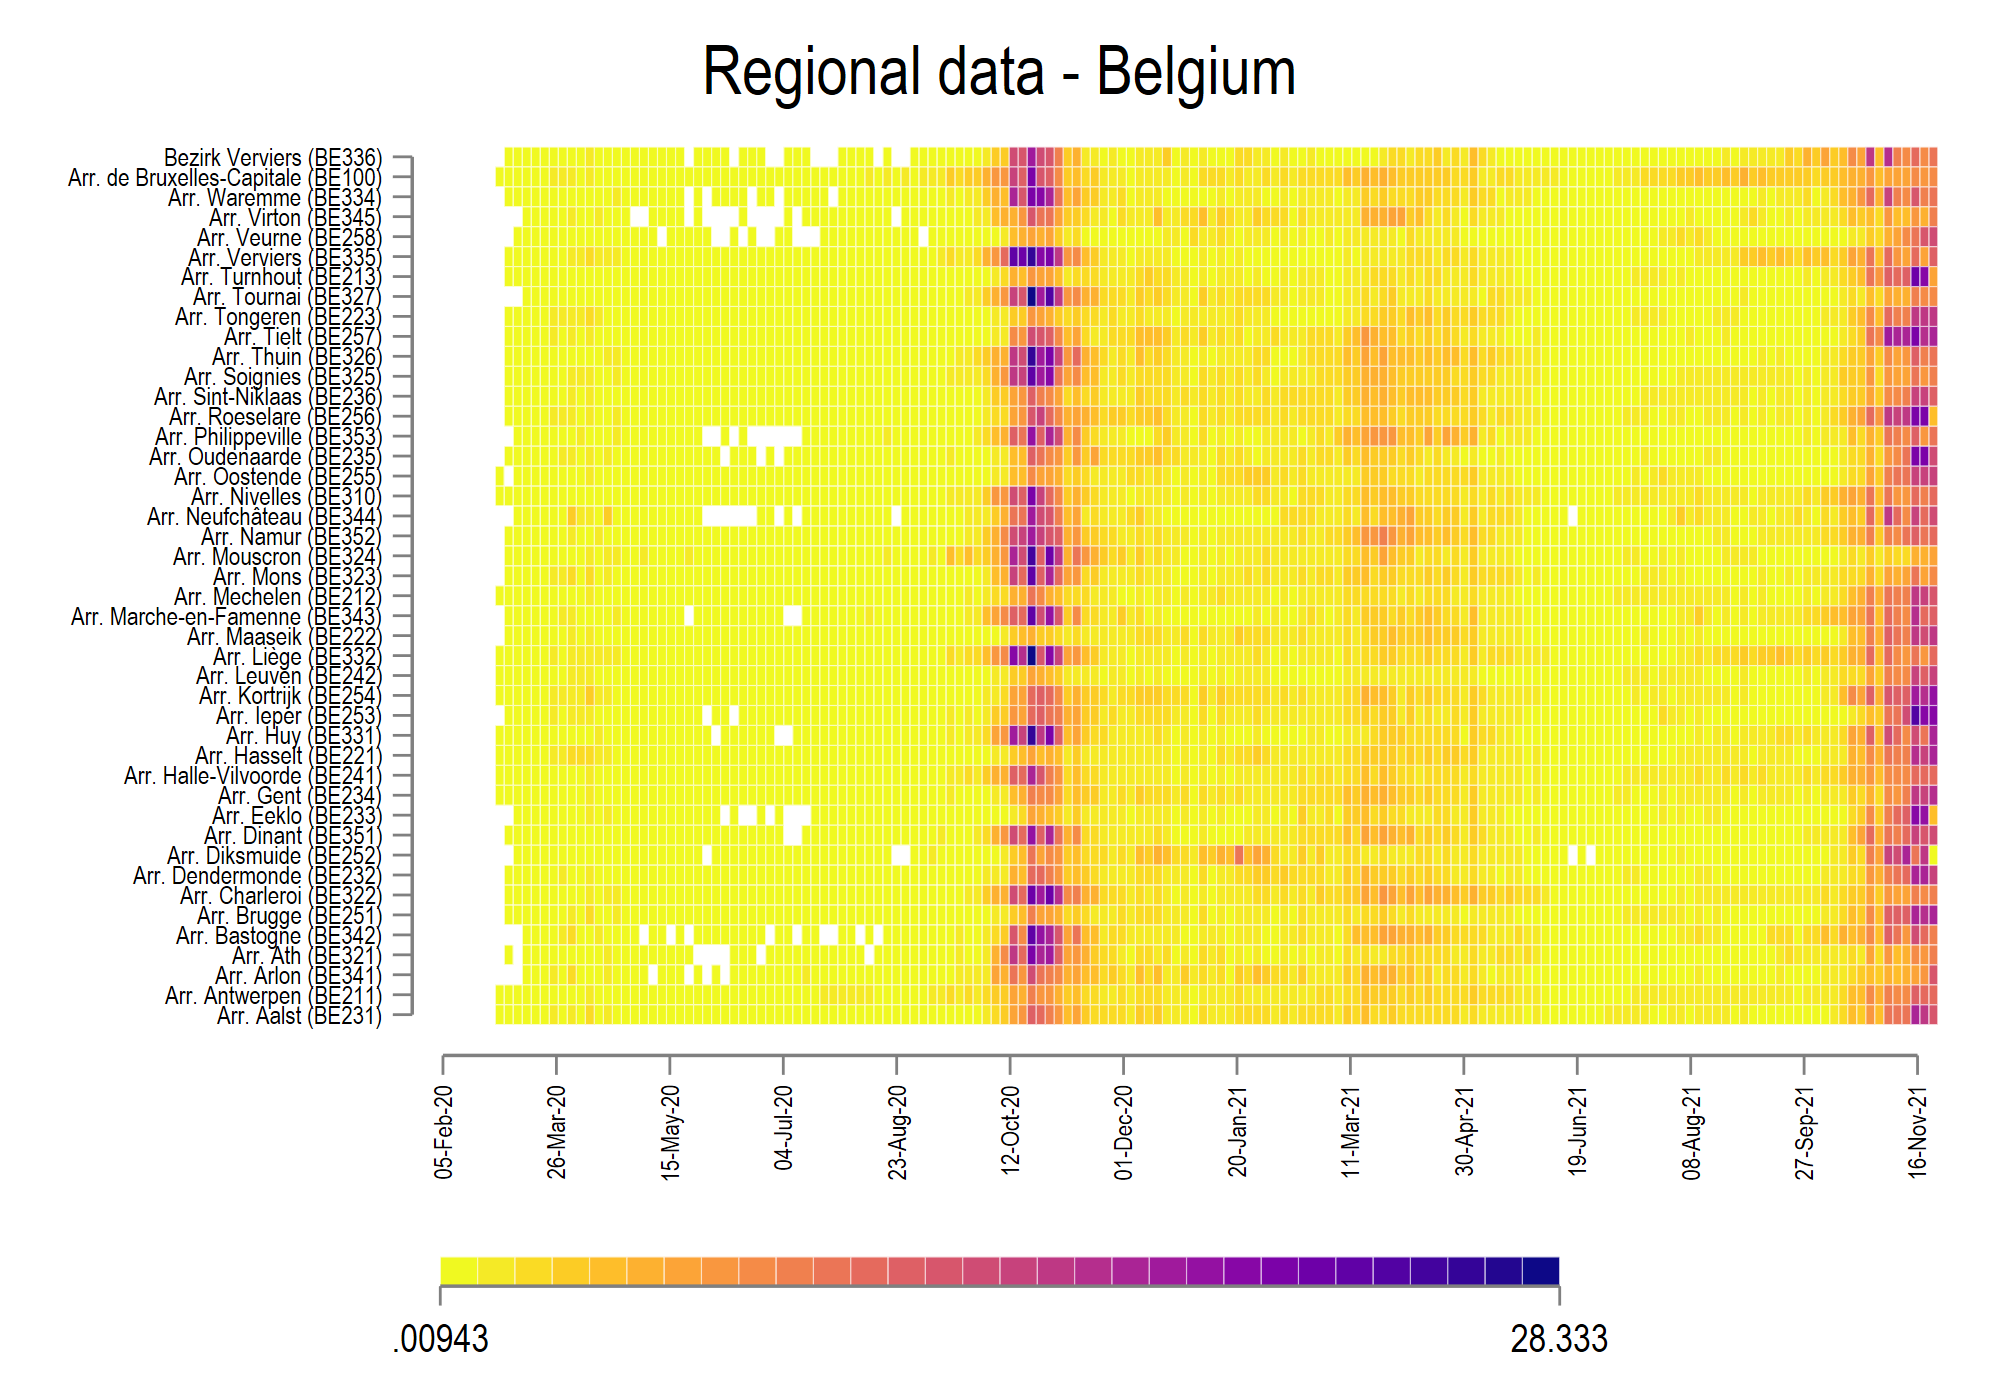 Regional data - Belgium
Bezirk Verviers (BE336)
Arr. de Bruxelles-Capitale (BE100)
Arr. Waremme (BE334)
Arr. Virton (BE345)
Arr. Veurne (BE258)
Arr. Verviers (BE335)
Arr. Turnhout (BE213)
Arr. Tournai (BE327)
Arr. Tongeren (BE223)
Arr. Tielt (BE257)
Arr. Thuin (BE326)
Arr. Soignies (BE325)
Arr. Sint-Niklaas (BE236)
Arr. Roeselare (BE256)
Arr. Philippeville (BE353)
Arr. Oudenaarde (BE235)
Arr. Oostende (BE255)
Arr. Nivelles (BE310)
Arr. Neufchâteau (BE344)
Arr. Namur (BE352)
Arr. Mouscron (BE324)
Arr. Mons (BE323)
Arr. Mechelen (BE212)
Arr. Marche-en-Famenne (BE343)
Arr. Maaseik (BE222)
Arr. Liège (BE332)
Arr. Leuven (BE242)
Arr. Kortrijk (BE254)
Arr. Ieper (BE253)
Arr. Huy (BE331)
Arr. Hasselt (BE221)
Arr. Halle-Vilvoorde (BE241)
Arr. Gent (BE234)
Arr. Eeklo (BE233)
Arr. Dinant (BE351)
Arr. Diksmuide (BE252)
Arr. Dendermonde (BE232)
Arr. Charleroi (BE322)
Arr. Brugge (BE251)
Arr. Bastogne (BE342)
Arr. Ath (BE321)
Arr. Arlon (BE341)
Arr. Antwerpen (BE211)
Arr. Aalst (BE231)
05-Feb-20
26-Mar-20
15-May-20
04-Jul-20
23-Aug-20
12-Oct-20
01-Dec-20
20-Jan-21
11-Mar-21
30-Apr-21
19-Jun-21
08-Aug-21
27-Sep-21
16-Nov-21
.00943
28.333